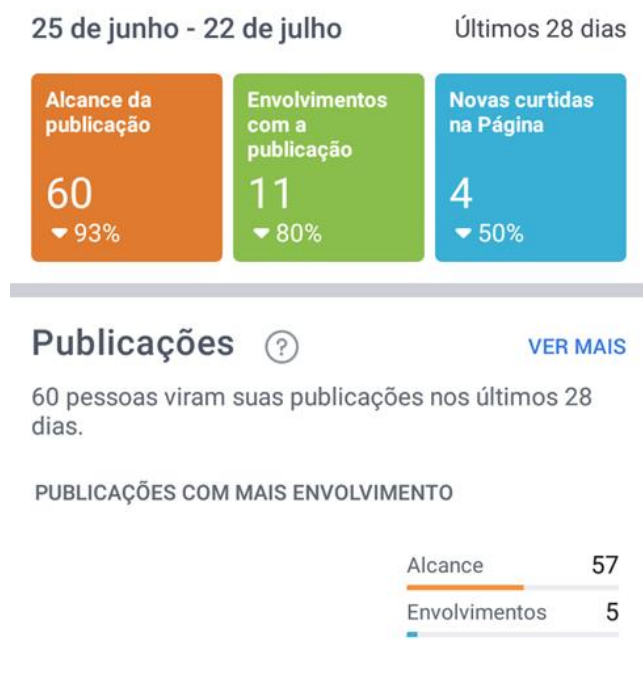 25 de junho - 22 de julho
Últimos 28 dias
Alcance da
publicação
60
93%
Envolvimentos
com a
publicação
11
80%
Novas curtidas
na Página
4
50%
Publicações ?
VER MAIS
60 pessoas viram suas publicações nos últimos 28
dias.
PUBLICAÇÕES COM MAIS ENVOLVIMENTO
Alcance 57
Envolvimentos 5